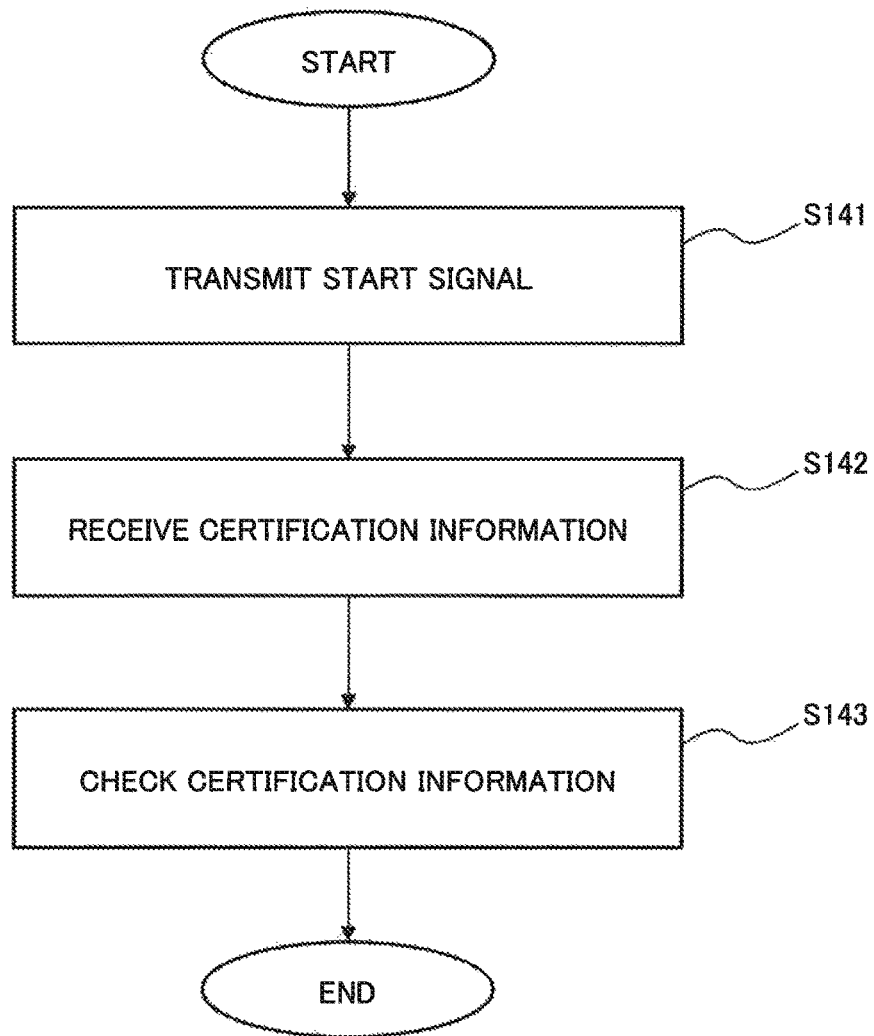 START
S141
TRANSMIT START SIGNAL
S142
RECEIVE CERTIFICATION INFORMATION
S143
CHECK CERTIFICATION INFORMATION
END